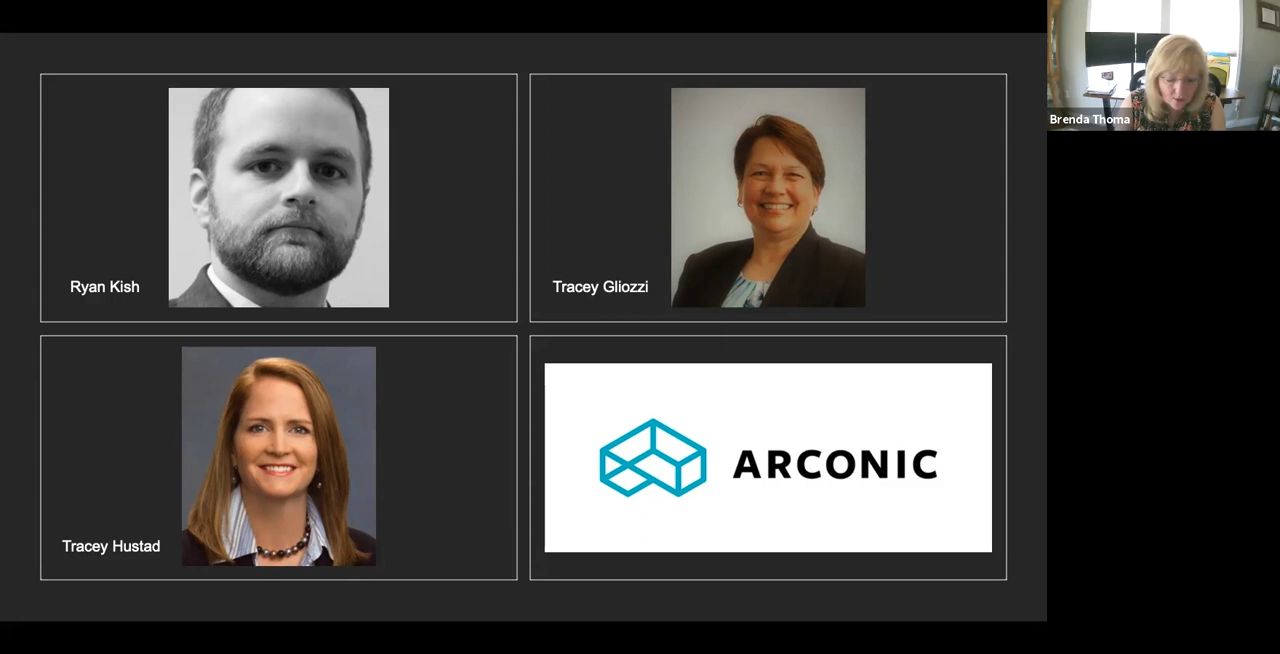 Ryan Kish
Tracey Gliozzi
Brenda Thoma
Tracey Hustad
ARCONIC